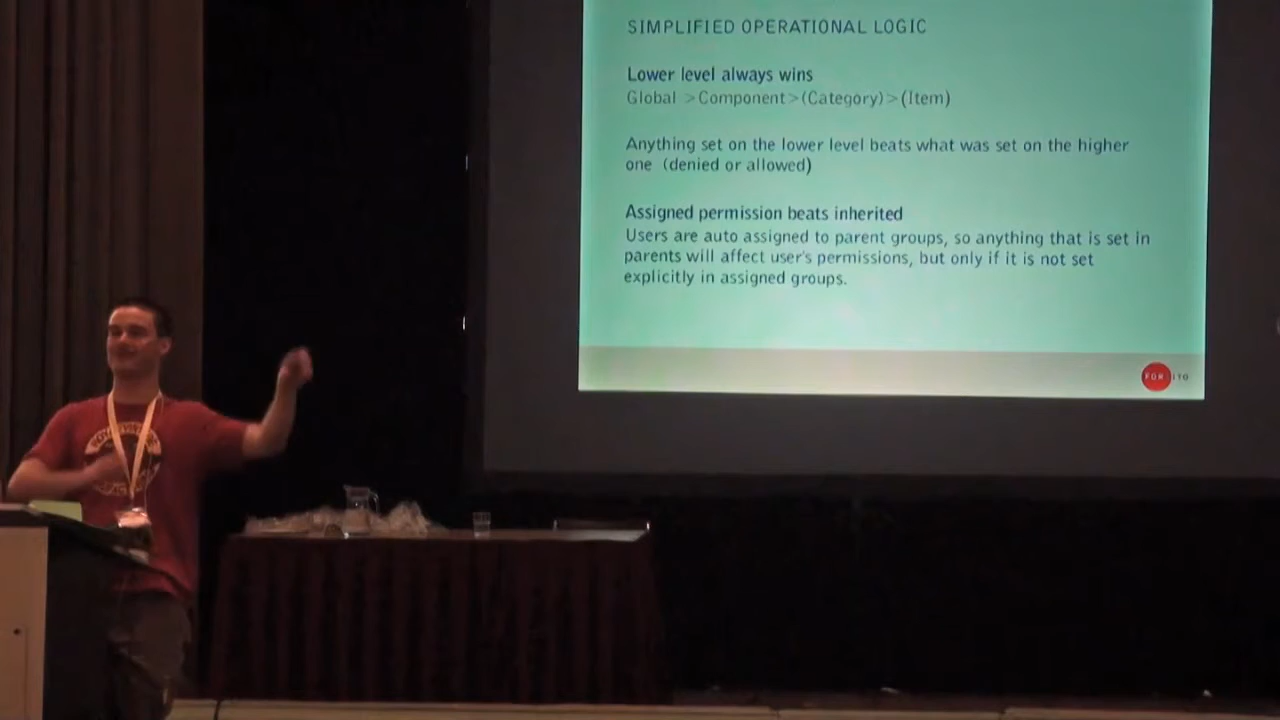 SIMPLIFIED OPERATIONAL LOGIC
Lower level always wins
Global >Component>(Category)>(Item)
Anything set on the lower level beats what was set on the higher
one (denied or allowed)
Assigned permission beats inherited
Users are auto assigned to parent groups, so anything that is set in
parents will affect user's permissions, but only if it is not set
explicitly in assigned groups.